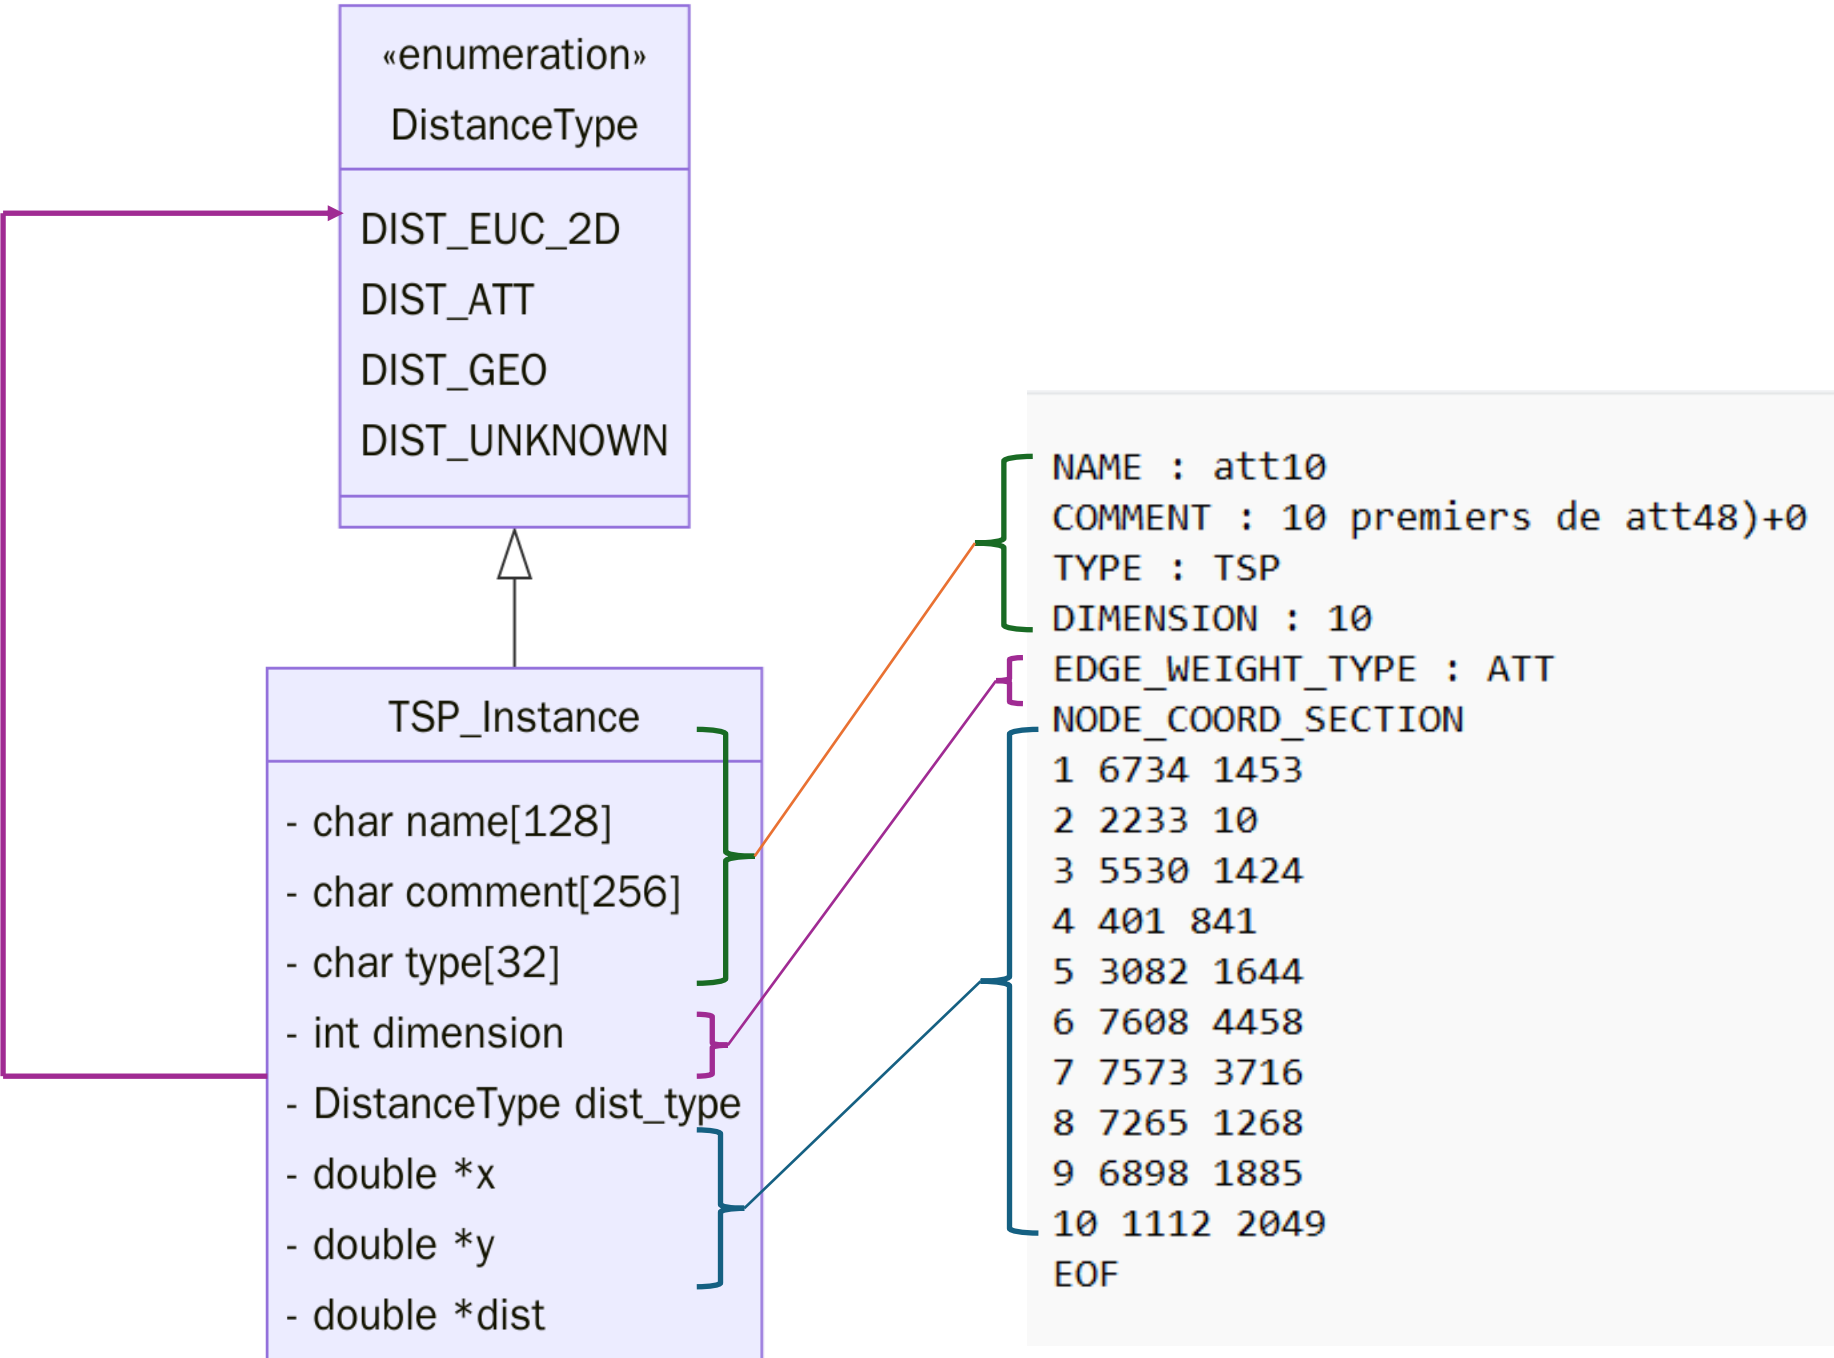 «enumeration»
DistanceType
DIST_EUC_2D
DIST_ATT
DIST_GEO
DIST_UNKNOWN
TSP_Instance
- char name[128]
- char comment[256]
- char type[32]
- int dimension
- DistanceType dist_type
- double *x
- double *y
- double *dist
NAME : att10
COMMENT : 10 premiers de att48)+0
TYPE : TSP
DIMENSION : 10
EDGE_WEIGHT_TYPE : ATT
NODE_COORD_SECTION
1 6734 1453
2 2233 10
3 5530 1424
4 401 841
5 3082 1644
6 7608 4458
7 7573 3716
8 7265 1268
9 6898 1885
10 1112 2049
EOF